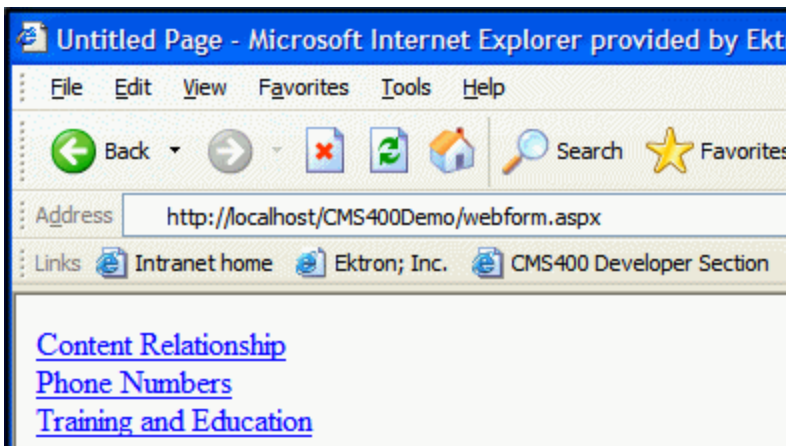 Untitled Page - Microsoft Internet Explorer provided by Ekt
File Edit View Favorites Tools Help
Back Search Favorites
Address http://localhost/CMS400Demo/webform.aspx
Links Intranet home Ektron; Inc. CMS400 Developer Section
Content Relationship
Phone Numbers
Training and Education